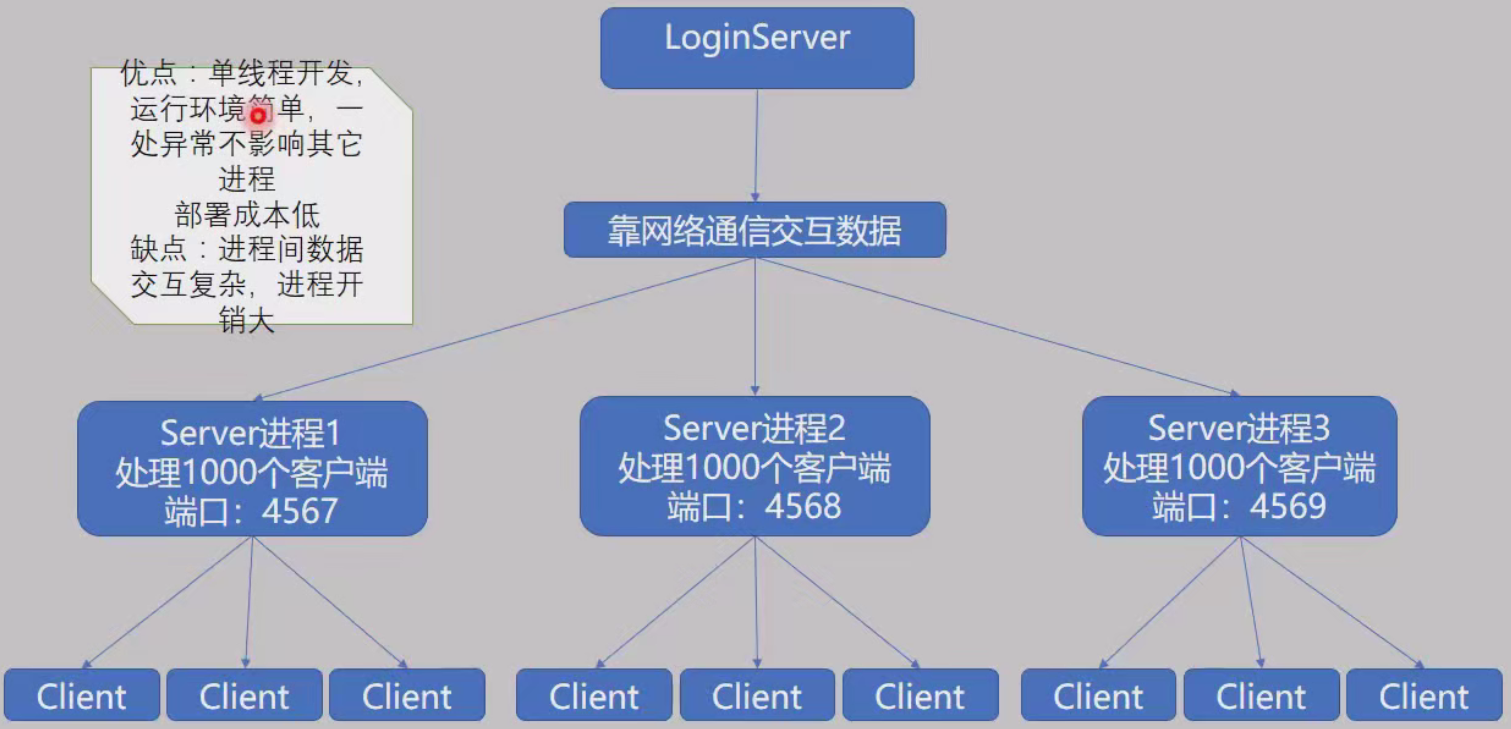 LoginServer
优点：单线程开发，
运行环境简单，一
处异常不影响其它
进程
部署成本低
缺点：进程间数据
交互复杂，进程开
销大
靠网络通信交互数据
Server进程1
处理1000个客户端
端口：4567
Server进程2
处理1000个客户端
端口：4568
Server进程3
处理1000个客户端
端口：4569
Client
Client
Client
Client
Client
Client
Client
Client
Client